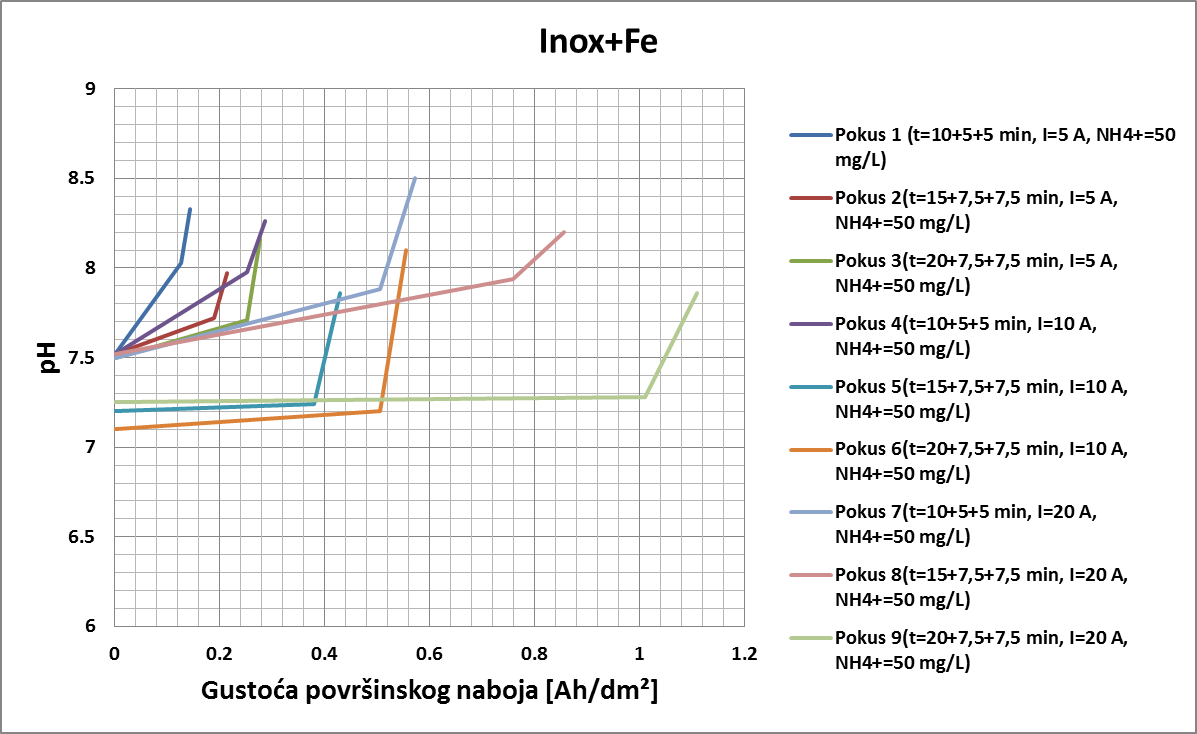 Inox+Fe
9
8.5
8
7.5
7
6.5
6
pH
0
0.2
0.4
0.6
0.8
1
1.2
Gustoća površinskog naboja [Ah/dm²]
Pokus 1 (t=10+5+5 min, I=5 A, NH4+=50
mg/L)
Pokus 2(t=15+7,5+7,5 min, I=5 A,
NH4+=50 mg/L)
Pokus 3(t=20+7,5+7,5 min, I=5 A,
NH4+=50 mg/L)
Pokus 4(t=10+5+5 min, I=10 A,
NH4+=50 mg/L)
Pokus 5(t=15+7,5+7,5 min, I=10 A,
NH4+=50 mg/L)
Pokus 6(t=20+7,5+7,5 min, I=10 A,
NH4+=50 mg/L)
Pokus 7(t=10+5+5 min, I=20 A,
NH4+=50 mg/L)
Pokus 8(t=15+7,5+7,5 min, I=20 A,
NH4+=50 mg/L)
Pokus 9(t=20+7,5+7,5 min, I=20 A,
NH4+=50 mg/L)